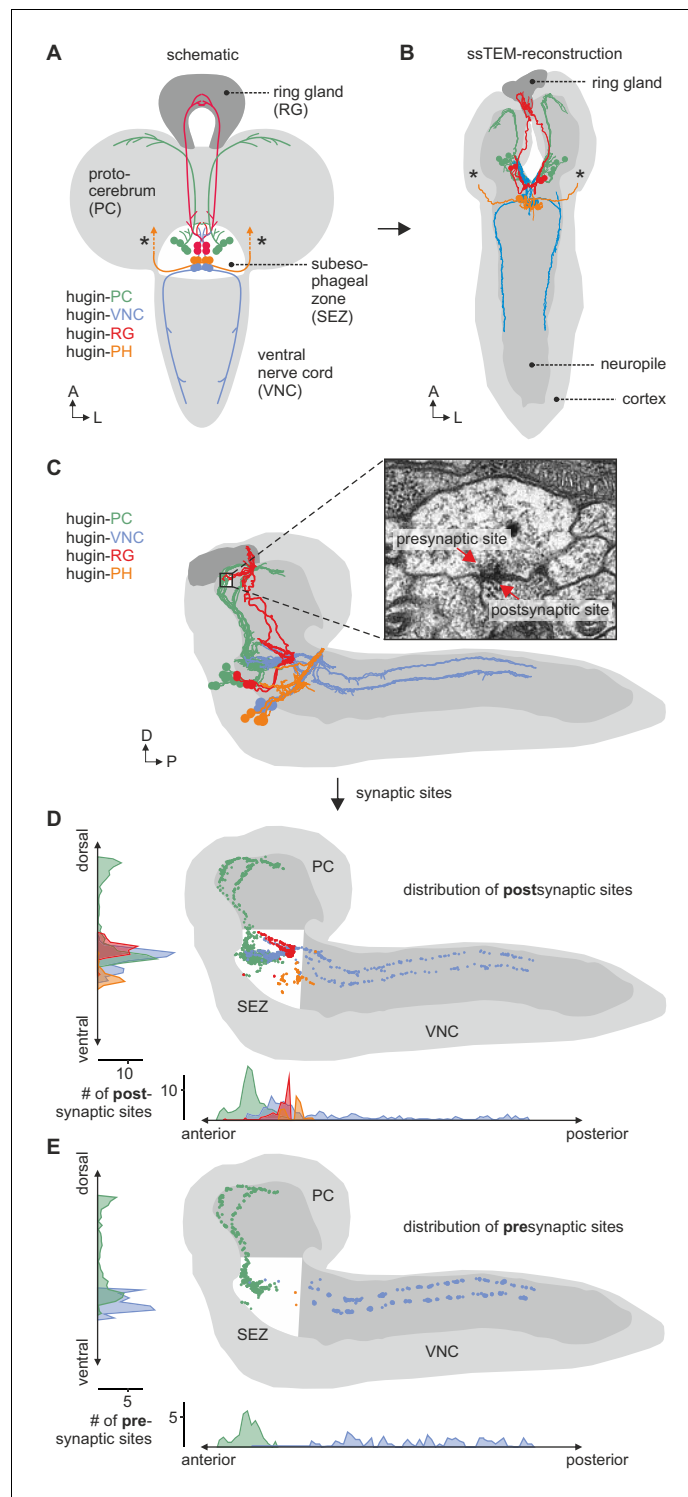 A
schematic
ring gland
(RG)
proto-
cerebrum
(PC)
*
*
subeso-
phageal
zone
(SEZ)
hugin-PC
hugin-VNC
hugin-RG
hugin-PH
ventral
nerve cord
(VNC)
A
L
B
ssTEM-reconstruction
ring gland
*
*
neuropile
cortex
A
L
C
hugin-PC
hugin-VNC
hugin-RG
hugin-PH
presynaptic site
postsynaptic site
D
P
synaptic sites
D
dorsal
ventral
10
# of post-
synaptic sites
PC
distribution of postsynaptic sites
SEZ
VNC
10
anterior
posterior
E
dorsal
ventral
5
# of pre-
synaptic sites
PC
distribution of presynaptic sites
SEZ
VNC
5
anterior
posterior